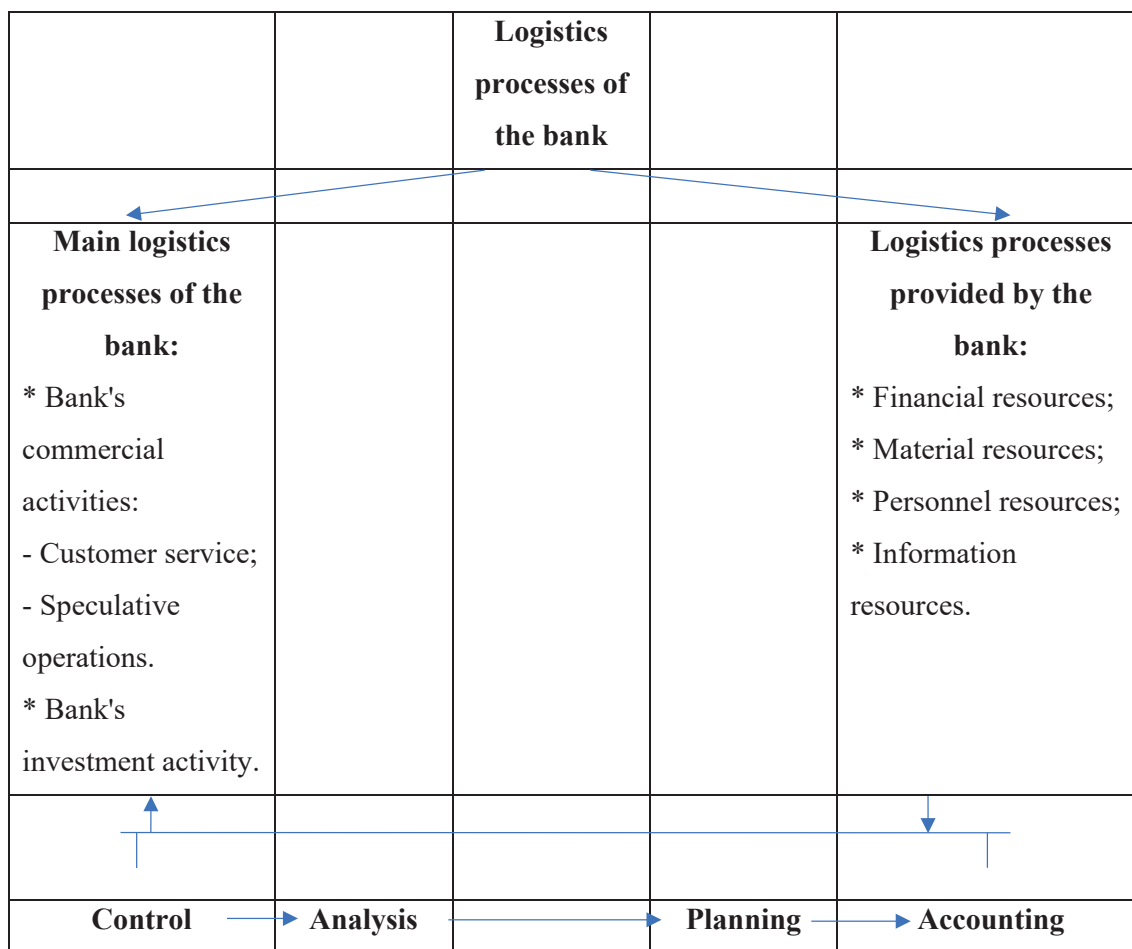 Logistics
processes of
the bank
Main logistics
processes of the
bank:
* Bank's
commercial
activities:
- Customer service;
- Speculative
operations.
* Bank's
investment activity.
Logistics processes
provided by the
bank:
* Financial resources;
* Material resources;
* Personnel resources;
* Information
resources.
Control Analysis Planning Accounting